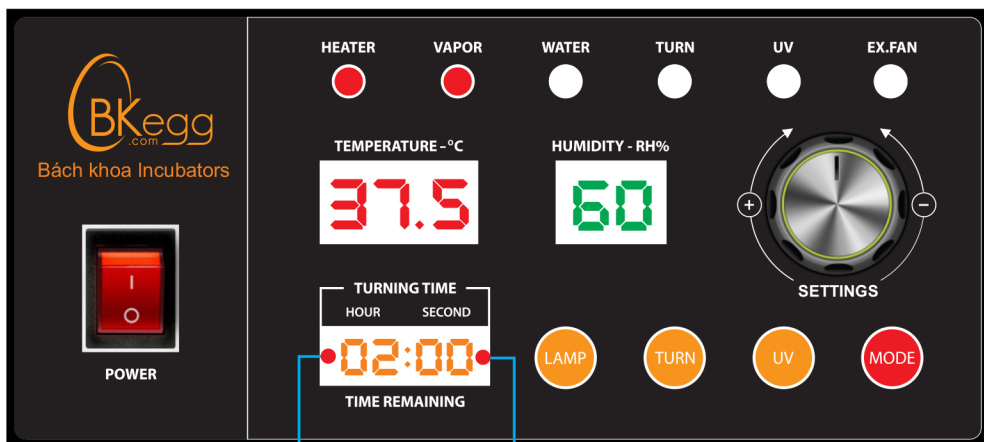 BKegg
.com
Bách khoa Incubators
I
O
POWER
HEATER VAPOR WATER TURN UV EX.FAN
TEMPERATURE-°C HUMIDITY - RH%
37.5 60
+ -
SETTINGS
TURNING TIME
HOUR SECOND
02:00
TIME REMAINING
LAMP TURN UV MODE